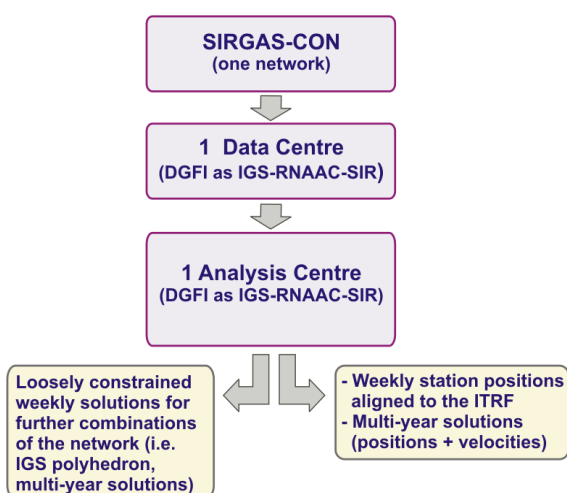 SIRGAS-CON
(one network)
1 Data Centre
(DGFI as IGS-RNAAC-SIR)
1 Analysis Centre
(DGFI as IGS-RNAAC-SIR)
Loosely constrained
weekly solutions for
further combinations
of the network (i.e.
IGS polyhedron,
multi-year solutions)
- Weekly station positions
aligned to the ITRF
- Multi-year solutions
(positions + velocities)